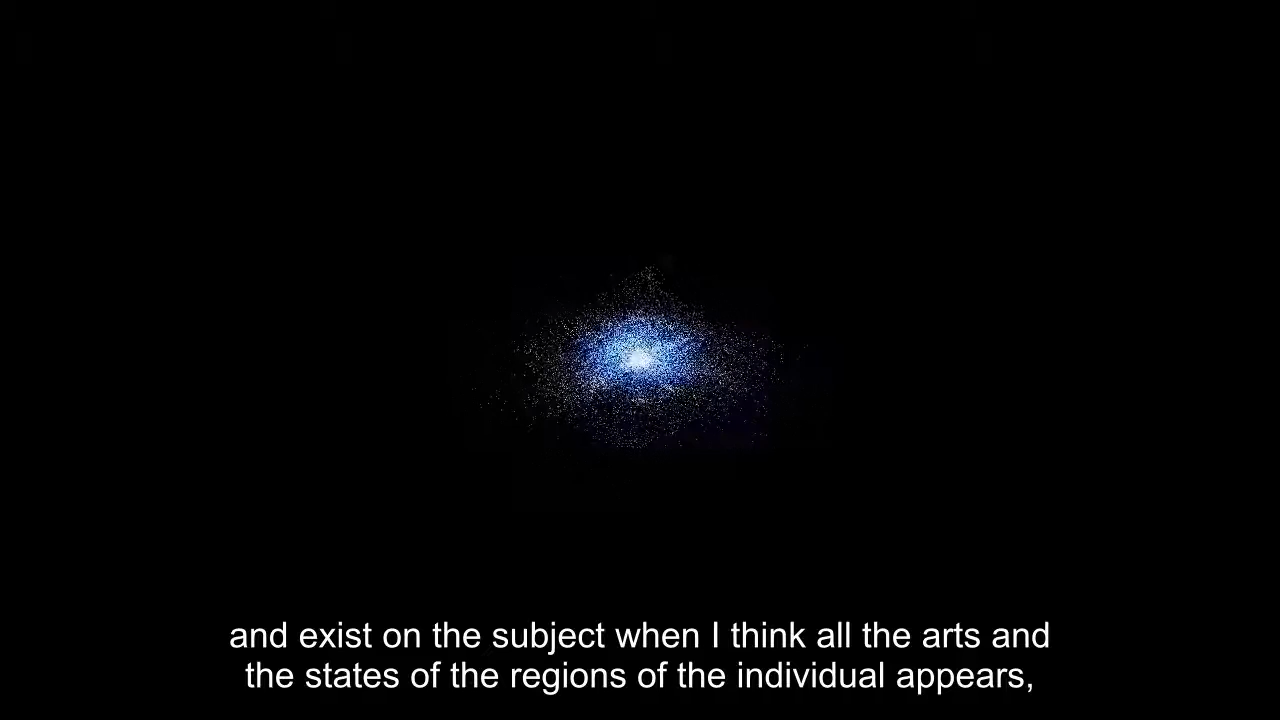 and exist on the subject when I think all the arts and
the states of the regions of the individual appears,